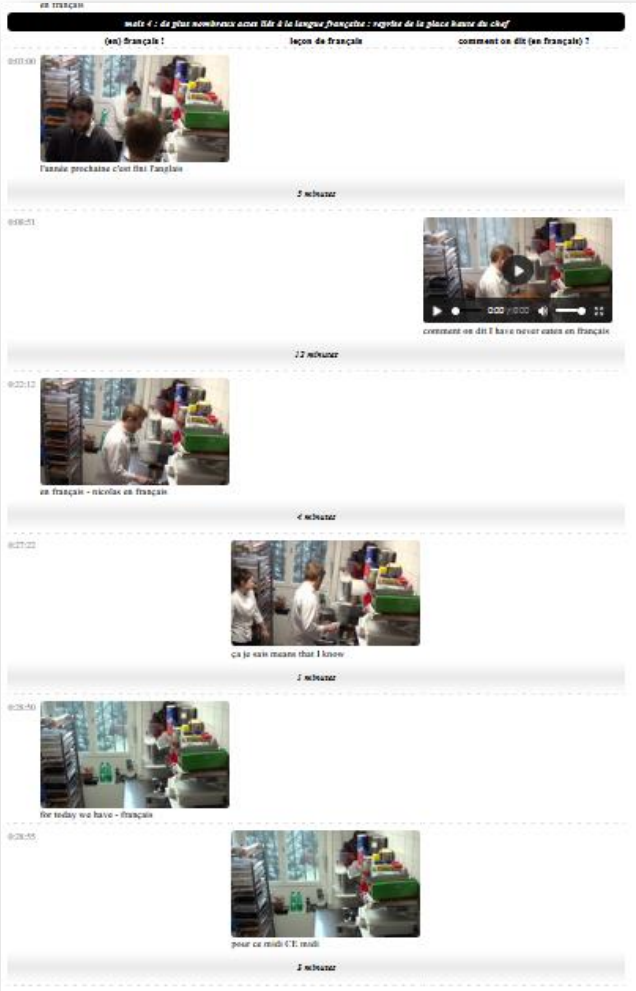 en français
mois 4 : de plus nombreux actes liés à la langue française : reprise de la place haute du chef
(en) français !
leçon de français
comment on dit (en français) ?
0:03:00
l'année prochaine c'est fini l'anglais
5 minutes
0:08:51
0:00 / 0:00
comment on dit I have never eaten en français
12 minutes
0:22:12
en français - nicolas en français
4 minutes
0:27:22
ça je sais means that I know
1 minutes
0:28:50
for today we have - français
0:28:55
pour ce midi CE midi